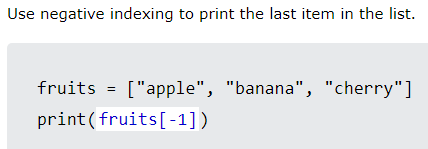 Use negative indexing to print the last item in the list.
fruits = ["apple", "banana", "cherry"]
print(fruits[-1])